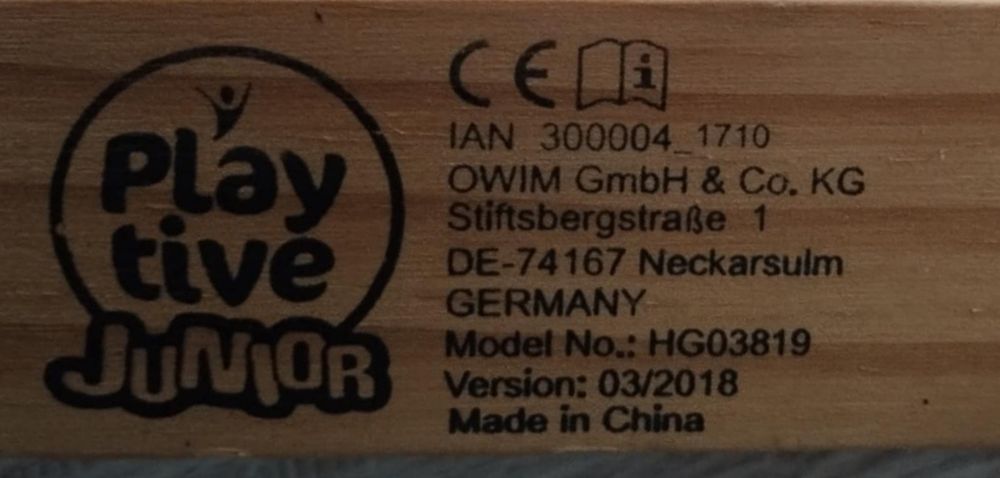 Play
tive
JUNIOR
CE i
IAN 300004_1710
OWIM GmbH & Co. KG
Stiftsbergstraße 1
DE-74167 Neckarsulm
GERMANY
Model No.: HG03819
Version: 03/2018
Made in China